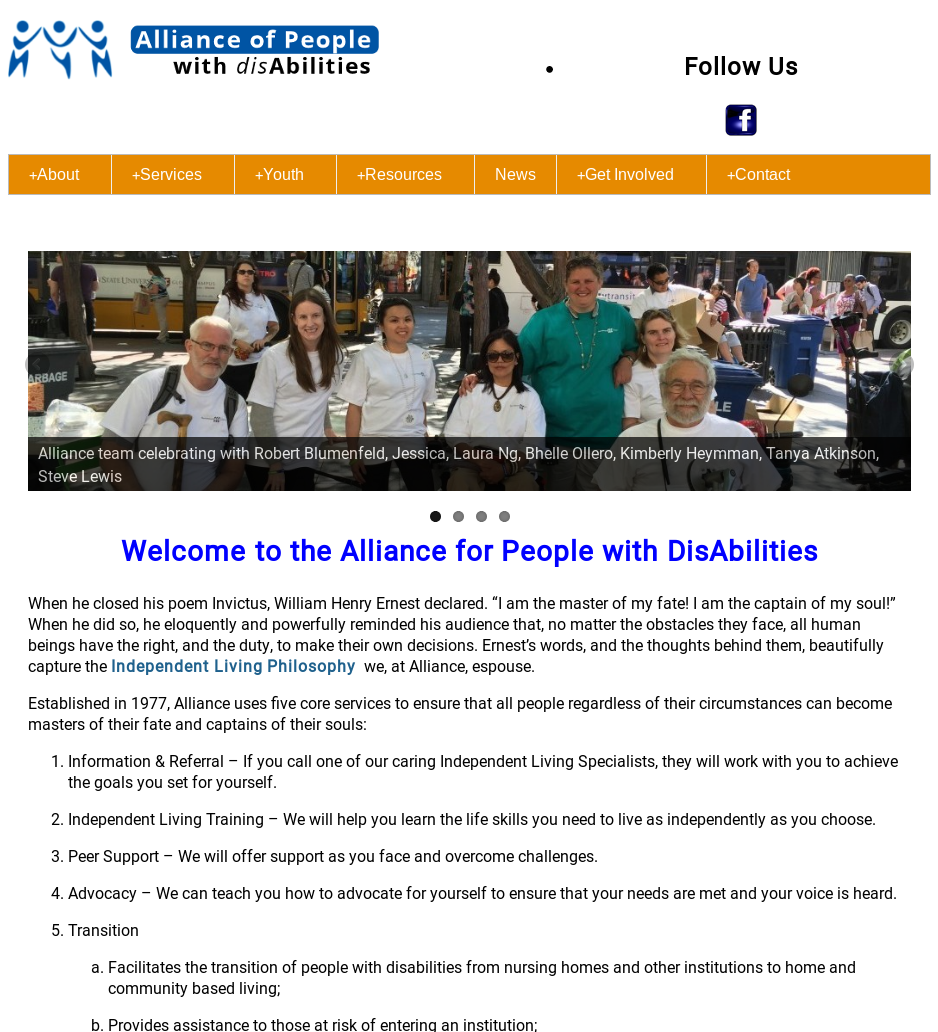 Alliance of People
with disAbilities
Follow Us
f
+About +Services +Youth +Resources News +Get Involved +Contact
STATE UNIVERSITY
METRO
ytransit
ARBAGE
LE
Alliance team celebrating with Robert Blumenfeld, Jessica, Laura Ng, Bhelle Ollero, Kimberly Heymman, Tanya Atkinson,
Steve Lewis
Welcome to the Alliance for People with DisAbilities
When he closed his poem Invictus, William Henry Ernest declared. “I am the master of my fate! I am the captain of my soul!”
When he did so, he eloquently and powerfully reminded his audience that, no matter the obstacles they face, all human
beings have the right, and the duty, to make their own decisions. Ernest’s words, and the thoughts behind them, beautifully
capture the Independent Living Philosophy we, at Alliance, espouse.
Established in 1977, Alliance uses five core services to ensure that all people regardless of their circumstances can become
masters of their fate and captains of their souls:
1. Information & Referral – If you call one of our caring Independent Living Specialists, they will work with you to achieve
the goals you set for yourself.
2. Independent Living Training – We will help you learn the life skills you need to live as independently as you choose.
3. Peer Support – We will offer support as you face and overcome challenges.
4. Advocacy – We can teach you how to advocate for yourself to ensure that your needs are met and your voice is heard.
5. Transition
a. Facilitates the transition of people with disabilities from nursing homes and other institutions to home and
community based living;
b. Provides assistance to those at risk of entering an institution;